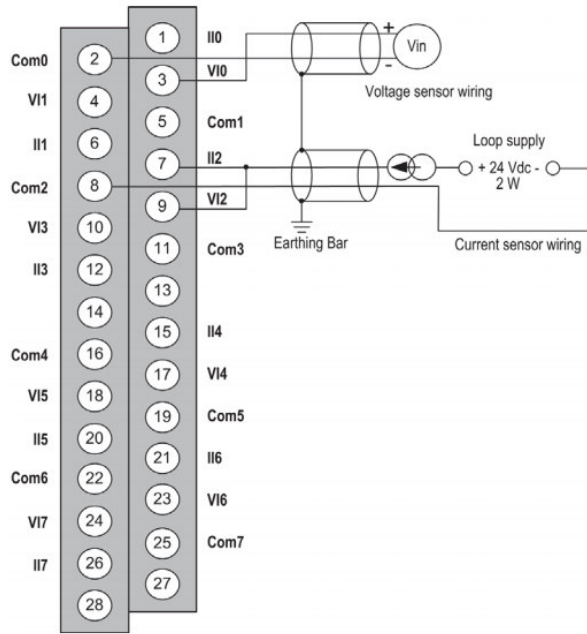 1 II0
Com0 2
3 VI0
VI1 4
5 Com1
II1 6
7 II2
Com2 8
9 VI2
VI3 10
11 Com3
II3 12
13
14
15 II4
Com4 16
17 VI4
VI5 18
19 Com5
II5 20
21 II6
Com6 22
23 VI6
VI7 24
25 Com7
II7 26
27
28
+
Vin
-
Voltage sensor wiring
Loop supply
+ 24 Vdc -
2 W
Earthing Bar
Current sensor wiring